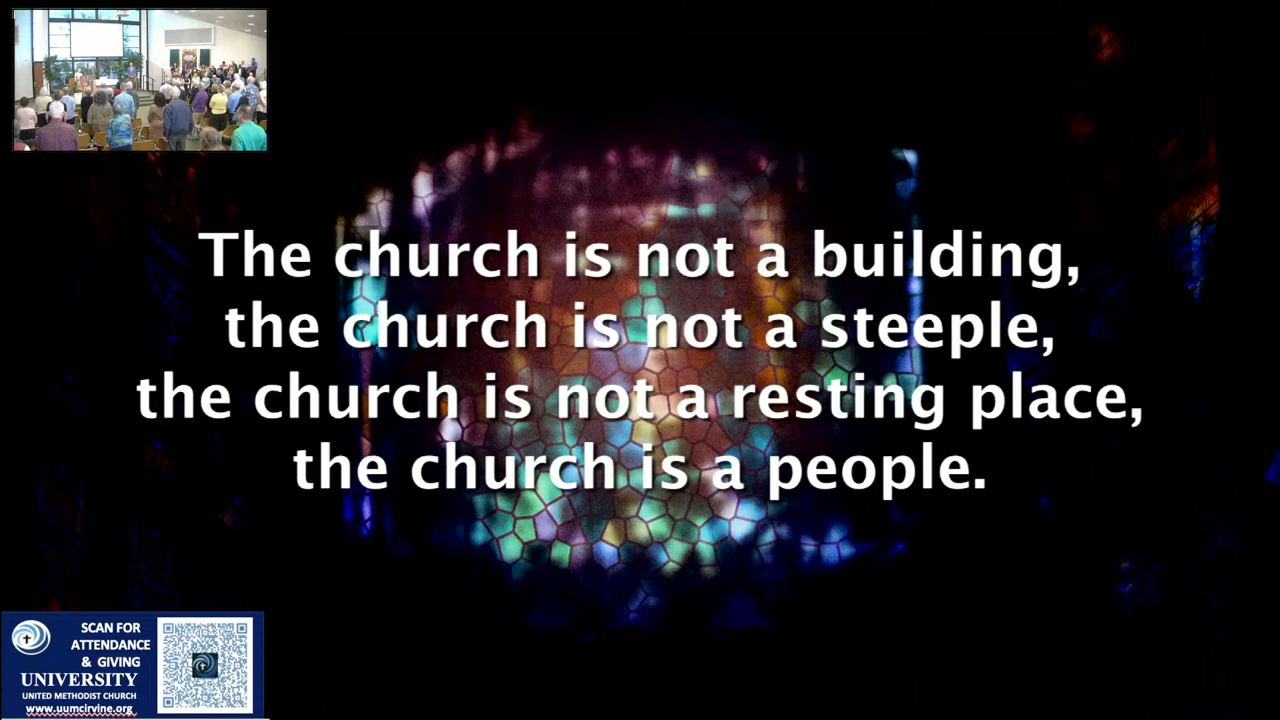 The church is not a building,
the church is not a steeple,
the church is not a resting place,
the church is a people.
SCAN FOR
ATTENDANCE
& GIVING
UNIVERSITY
UNITED METHODIST CHURCH
www.uumcirvine.org